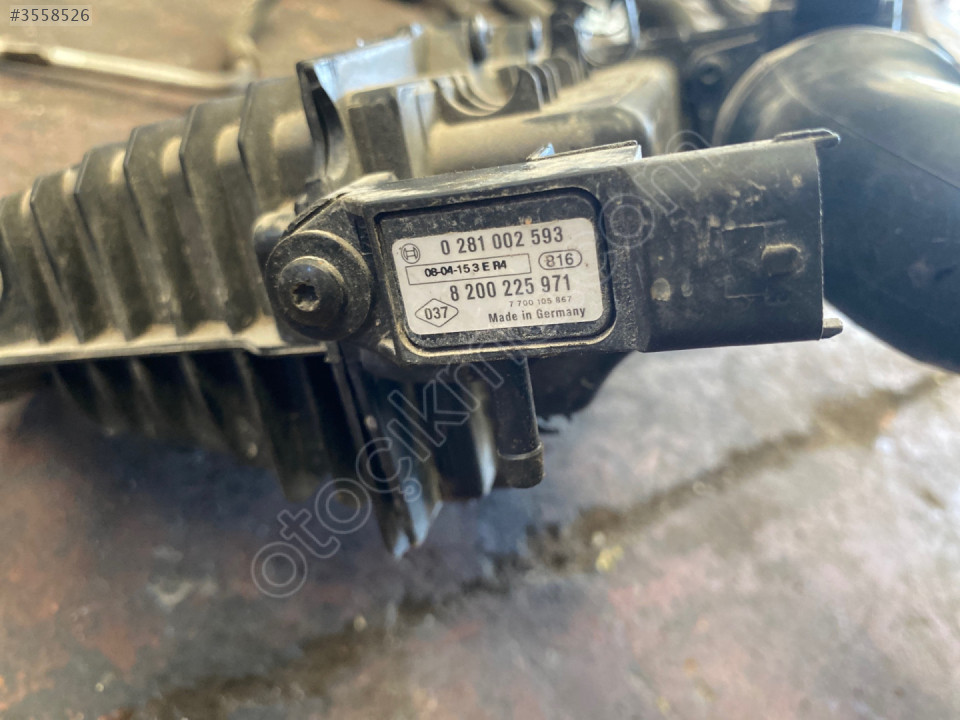 #3558526
0 281 002 593
08-04-15 3 E R4
816
8 200 225 971
7 700 105 867
037
Made in Germany
otoçıkmacım.com